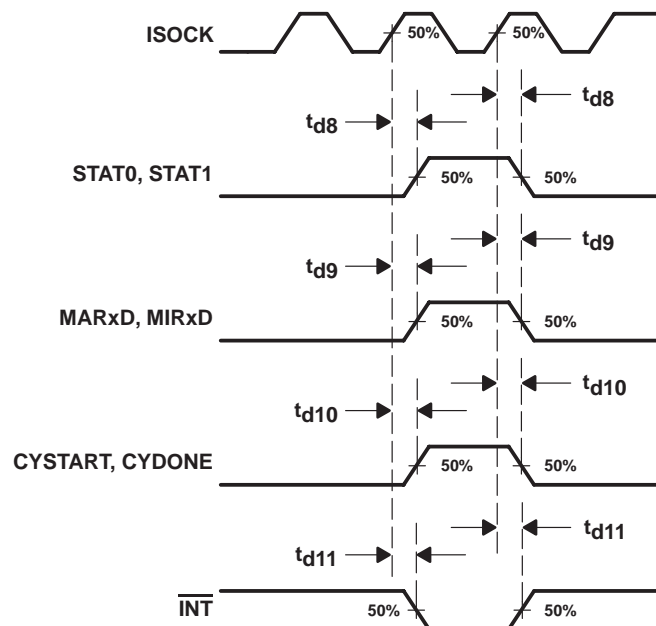 ISOCK
50% 50%
td8
td8
STAT0, STAT1
50% 50%
td9
td9
MARxD, MIRxD
50% 50%
td10
td10
CYSTART, CYDONE
50% 50%
td11
td11
INT
50% 50%